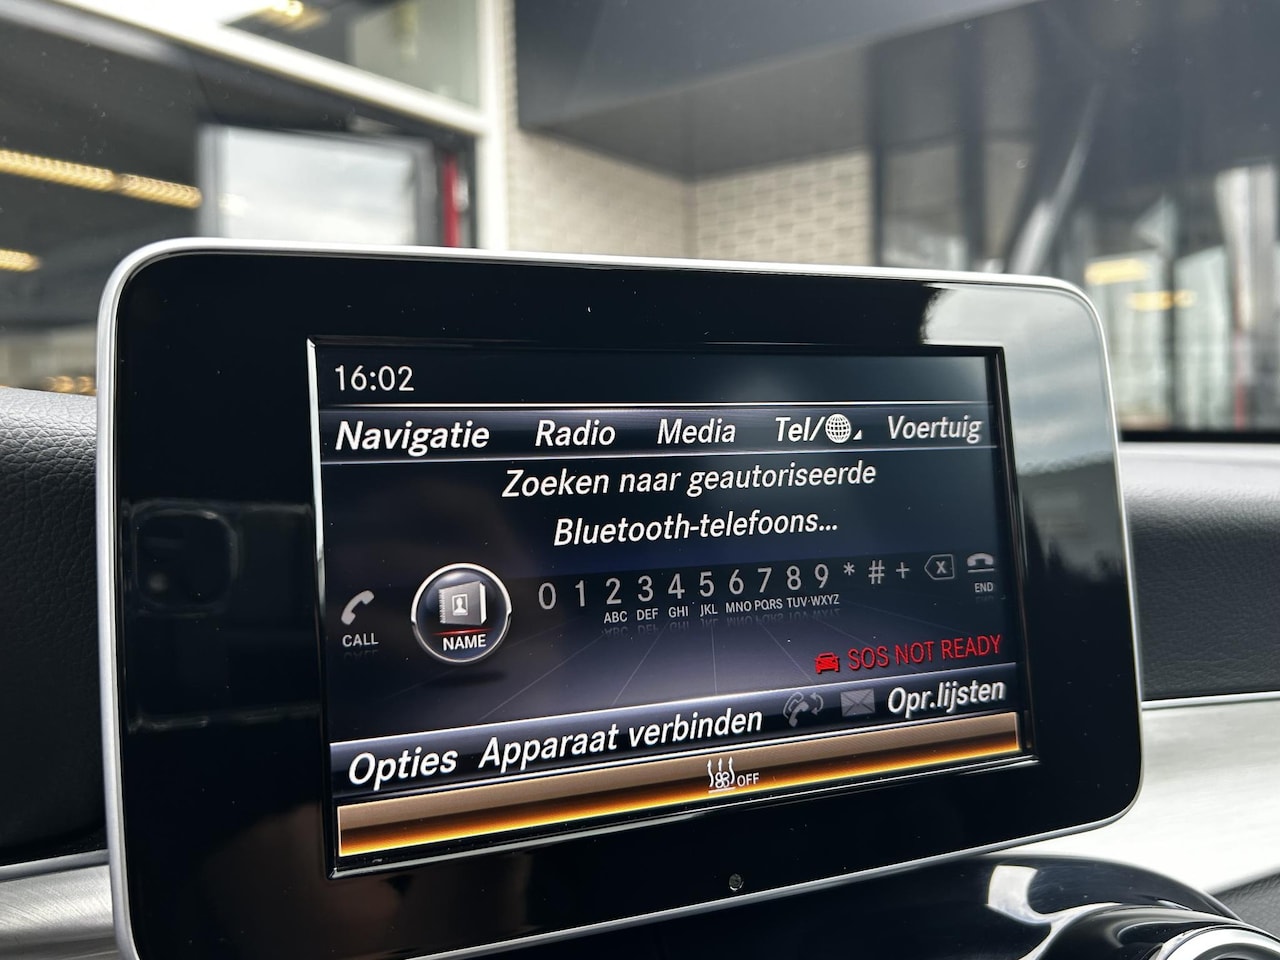 16:02
Navigatie Radio Media Tel/ Voertuig
Zoeken naar geautoriseerde
Bluetooth-telefoons...
0 1 2 3 4 5 6 7 8 9 * # + X
ABC DEF GHI JKL MNO PQRS TUV WXYZ
CALL
NAME
END
SOS NOT READY
Opties Apparaat verbinden Opr.lijsten
OFF